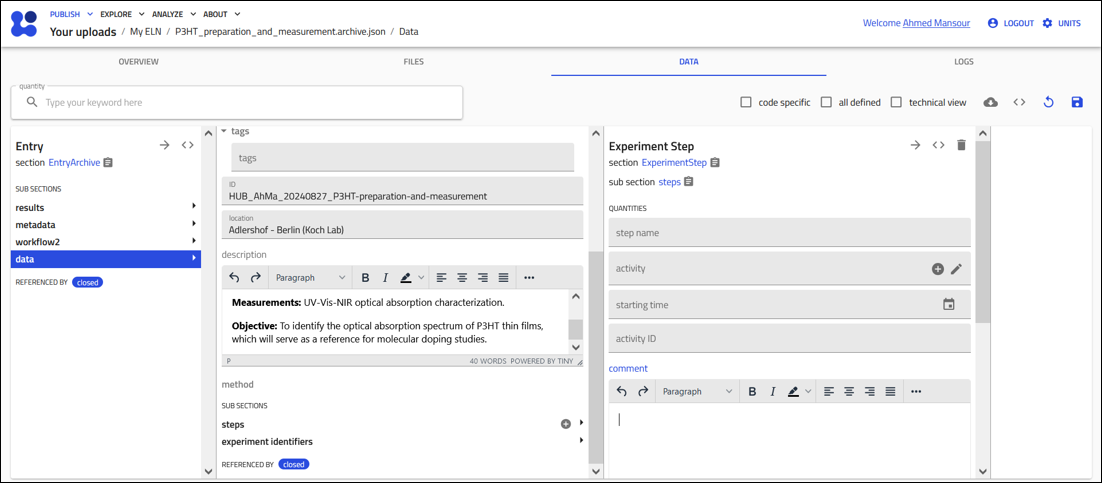 PUBLISH EXPLORE ANALYZE ABOUT
Your uploads / My ELN / P3HT_preparation_and_measurement.archive.json / Data
Welcome Ahmed Mansour LOGOUT UNITS
OVERVIEW FILES DATA LOGS
quantity
Type your keyword here
code specific all defined technical view
Entry
section EntryArchive
SUB SECTIONS
results
metadata
workflow2
data
REFERENCED BY closed
tags
tags
ID
HUB_AhMa_20240827_P3HT-preparation-and-measurement
location
Adlershof - Berlin (Koch Lab)
description
Paragraph B I
Measurements: UV-Vis-NIR optical absorption characterization.
Objective: To identify the optical absorption spectrum of P3HT thin films,
which will serve as a reference for molecular doping studies.
P 40 WORDS POWERED BY TINY
method
SUB SECTIONS
steps
experiment identifiers
REFERENCED BY closed
Experiment Step
section ExperimentStep
sub section steps
QUANTITIES
step name
activity
starting time
activity ID
comment
Paragraph B I